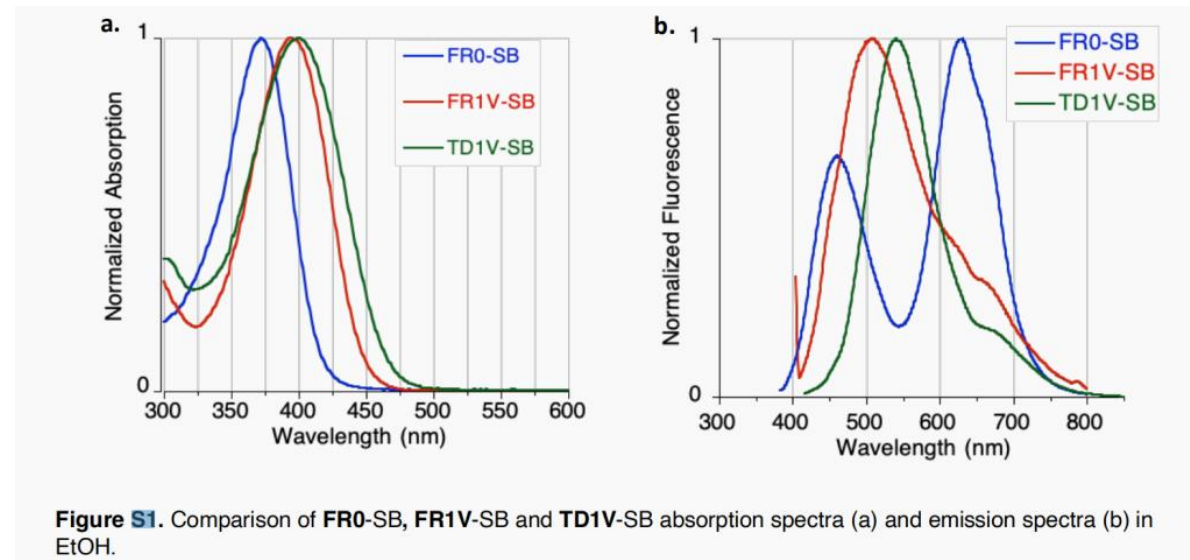 a.
1
FR0-SB
FR1V-SB
TD1V-SB
Normalized Absorption
0
300 350 400 450 500 550 600
Wavelength (nm)
b.
1
FR0-SB
FR1V-SB
TD1V-SB
Normalized Fluorescence
0
300 400 500 600 700 800
Wavelength (nm)
Figure S1. Comparison of FR0-SB, FR1V-SB and TD1V-SB absorption spectra (a) and emission spectra (b) in
EtOH.